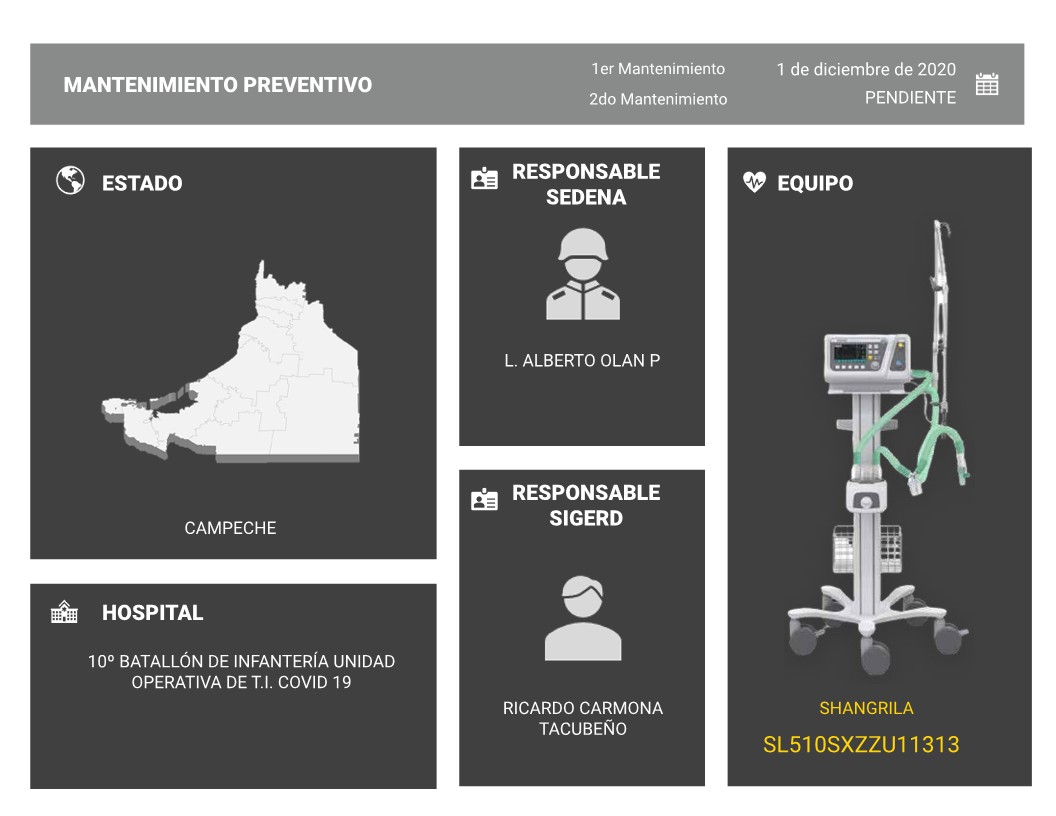 MANTENIMIENTO PREVENTIVO
1er Mantenimiento
1 de diciembre de 2020
2do Mantenimiento
PENDIENTE
ESTADO
CAMPECHE
HOSPITAL
10º BATALLÓN DE INFANTERÍA UNIDAD
OPERATIVA DE T.I. COVID 19
RESPONSABLE
SEDENA
L. ALBERTO OLAN P
RESPONSABLE
SIGERD
RICARDO CARMONA
TACUBEÑO
EQUIPO
SHANGRILA
SL510SXZZU11313